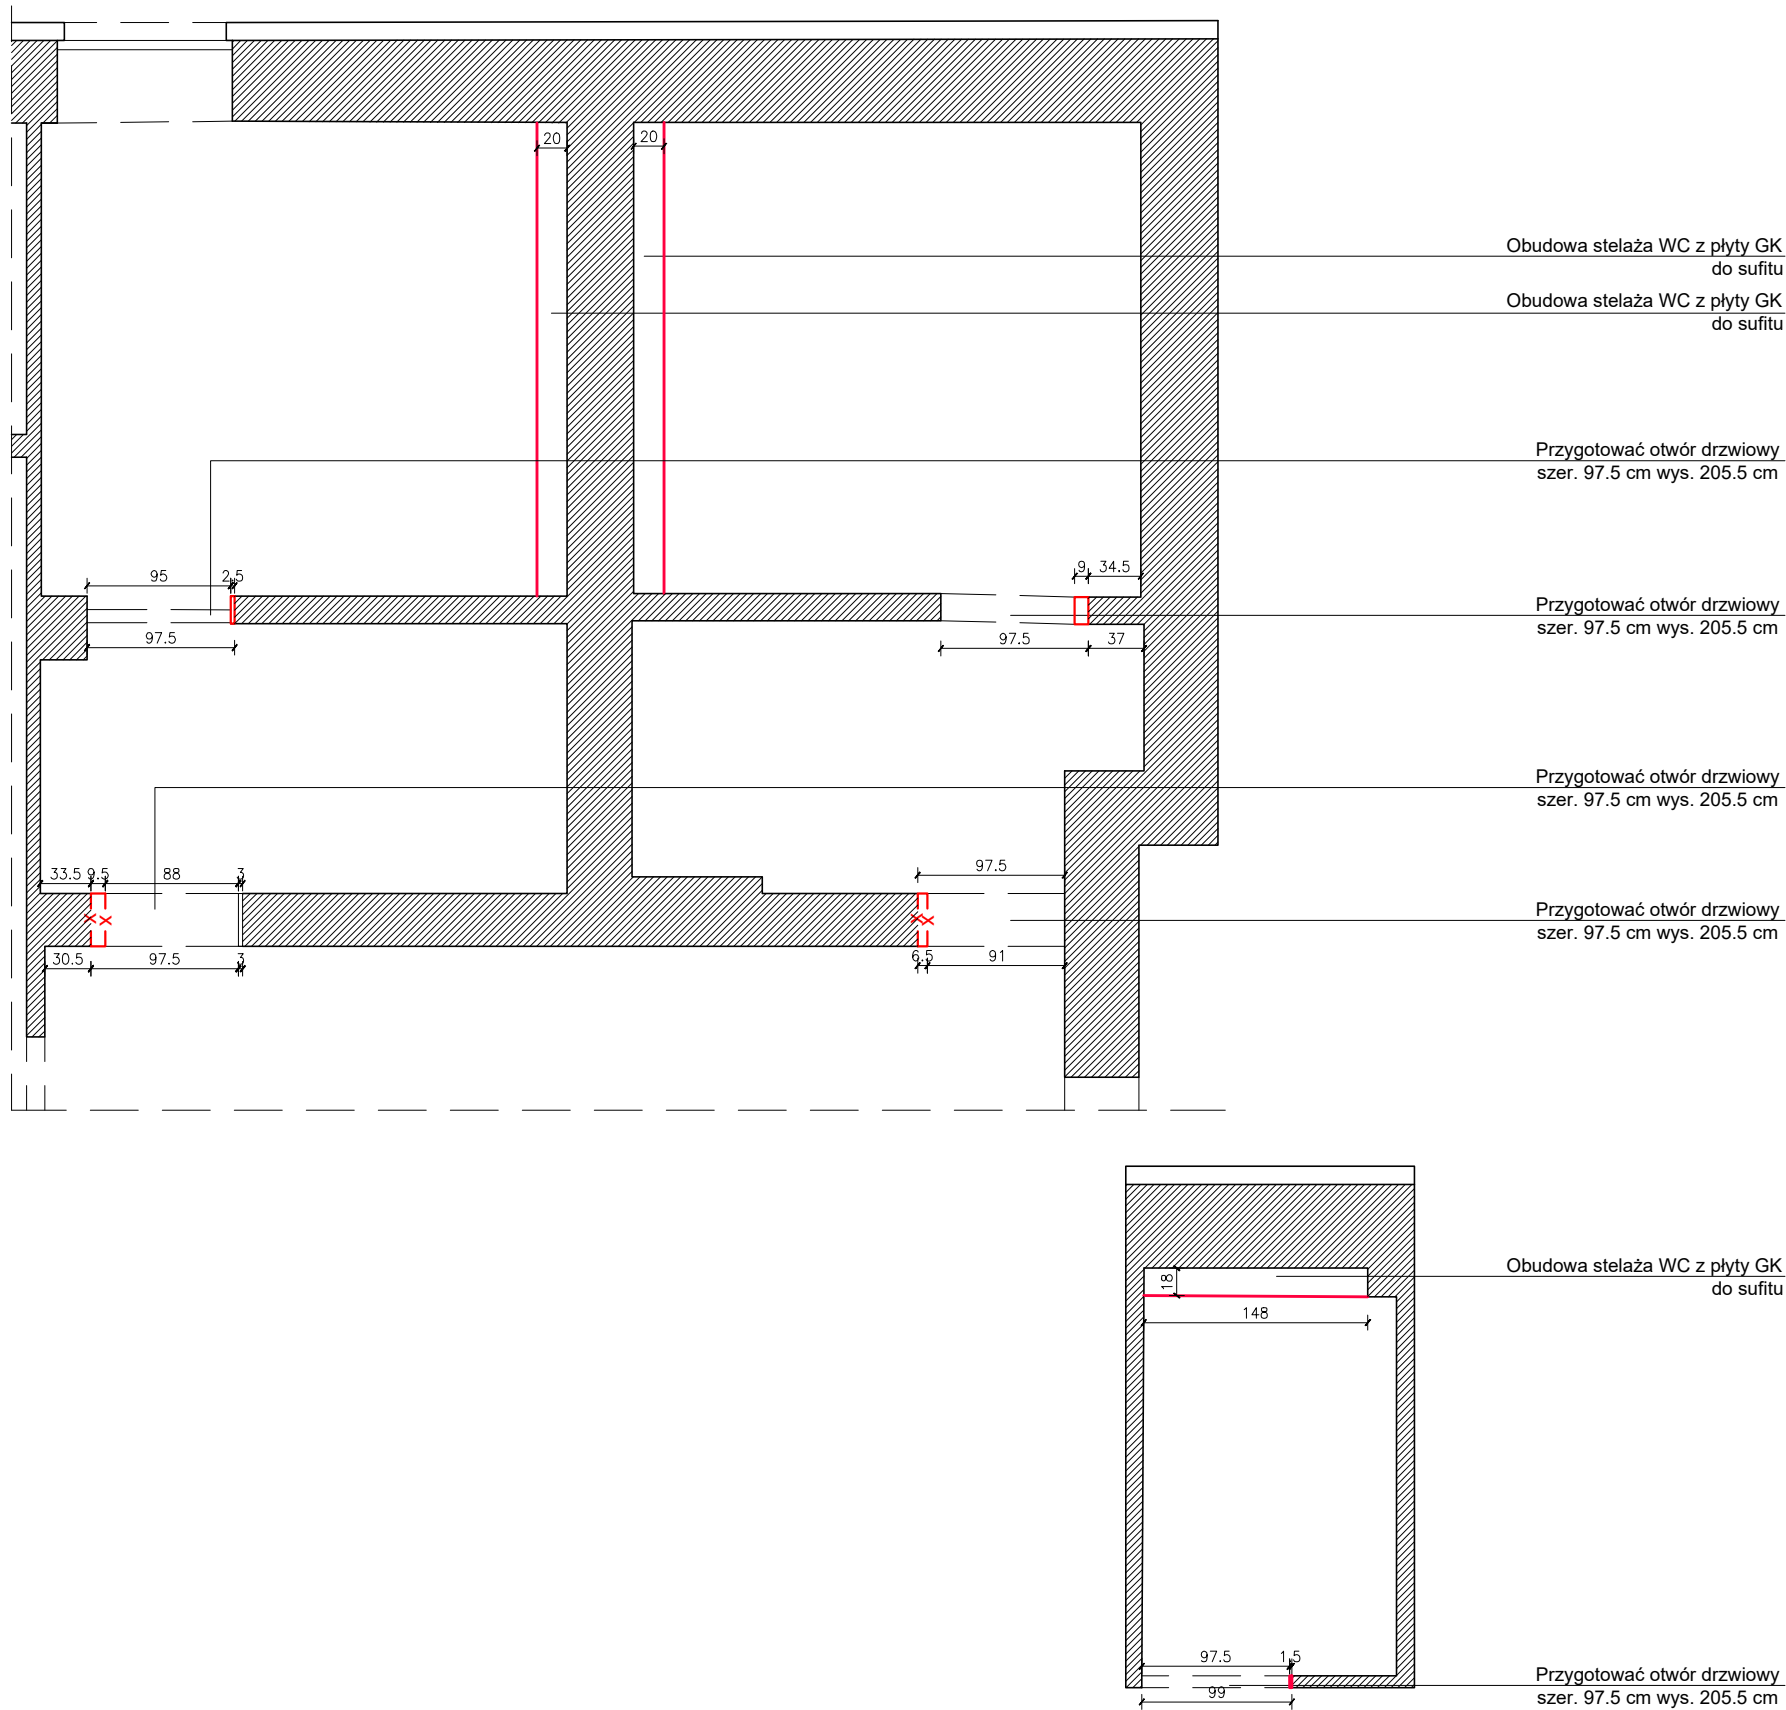 20
20
Obudowa stelaża WC z płyty GK
do sufitu
Obudowa stelaża WC z płyty GK
do sufitu
Przygotować otwór drzwiowy
szer. 97.5 cm wys. 205.5 cm
95
2.5
9
34.5
Przygotować otwór drzwiowy
szer. 97.5 cm wys. 205.5 cm
97.5
97.5
37
Przygotować otwór drzwiowy
szer. 97.5 cm wys. 205.5 cm
33.5
9.5
88
3
97.5
Przygotować otwór drzwiowy
szer. 97.5 cm wys. 205.5 cm
30.5
97.5
3
6.5
91
Obudowa stelaża WC z płyty GK
do sufitu
18
148
97.5
1.5
Przygotować otwór drzwiowy
szer. 97.5 cm wys. 205.5 cm
99